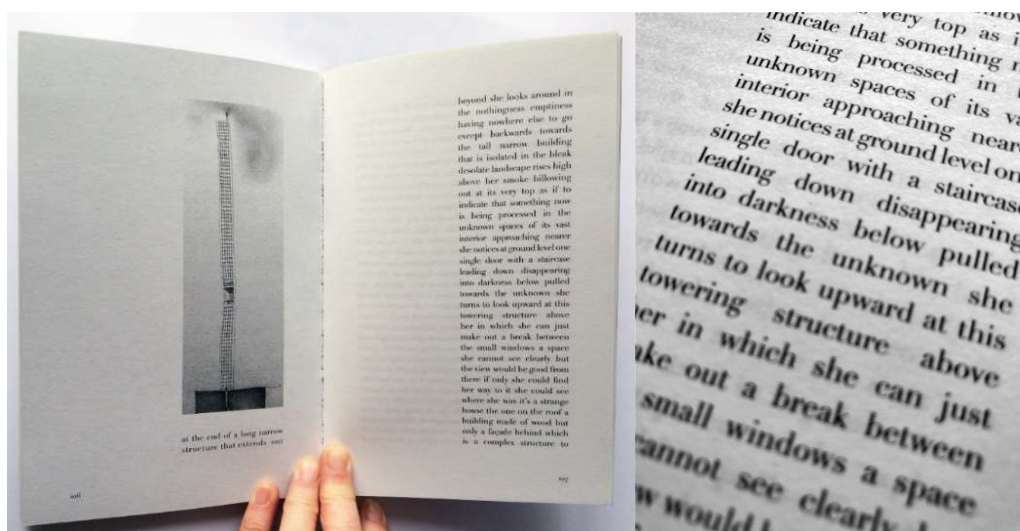 at the end of a long narrow
structure that extends out
beyond she looks around in
the nothingness emptiness
having nowhere else to go
except backwards towards
the tall narrow building
that is isolated in the bleak
desolate landscape rises high
above her smoke billowing
out at its very top as if to
indicate that something now
is being processed in the
unknown spaces of its vast
interior approaching nearer
she notices at ground level one
single door with a staircase
leading down disappearing
into darkness below pulled
towards the unknown she
turns to look upward at this
towering structure above
her in which she can just
make out a break between
the small windows a space
she cannot see clearly but
the view would be good from
there if only she could find
her way to it she could see
where she was it's a strange
house the one on the roof a
building made of wood but
only a façade behind which
is a complex structure to
very top as
indicate that something
is being processed in
unknown spaces of its
interior approaching
she notices at ground level on
single door with a staircase
leading down disappearing
into darkness below pulled
towards the unknown she
turns to look upward at this
towering structure above
in which she can just
out a break between
small windows a space
see clearly
would